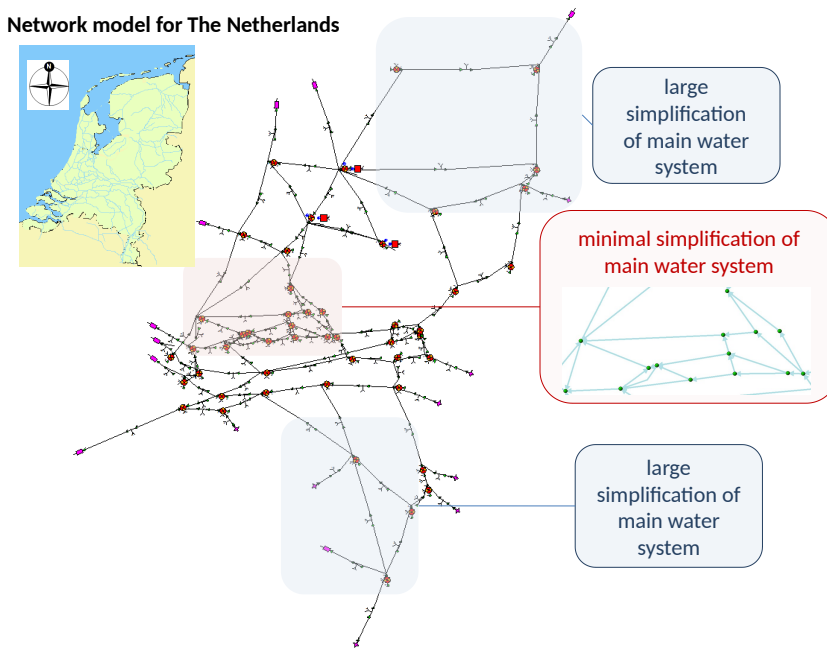 Network model for The Netherlands
N
large
simplification
of main water
system
minimal simplification of
main water system
large
simplification of
main water
system